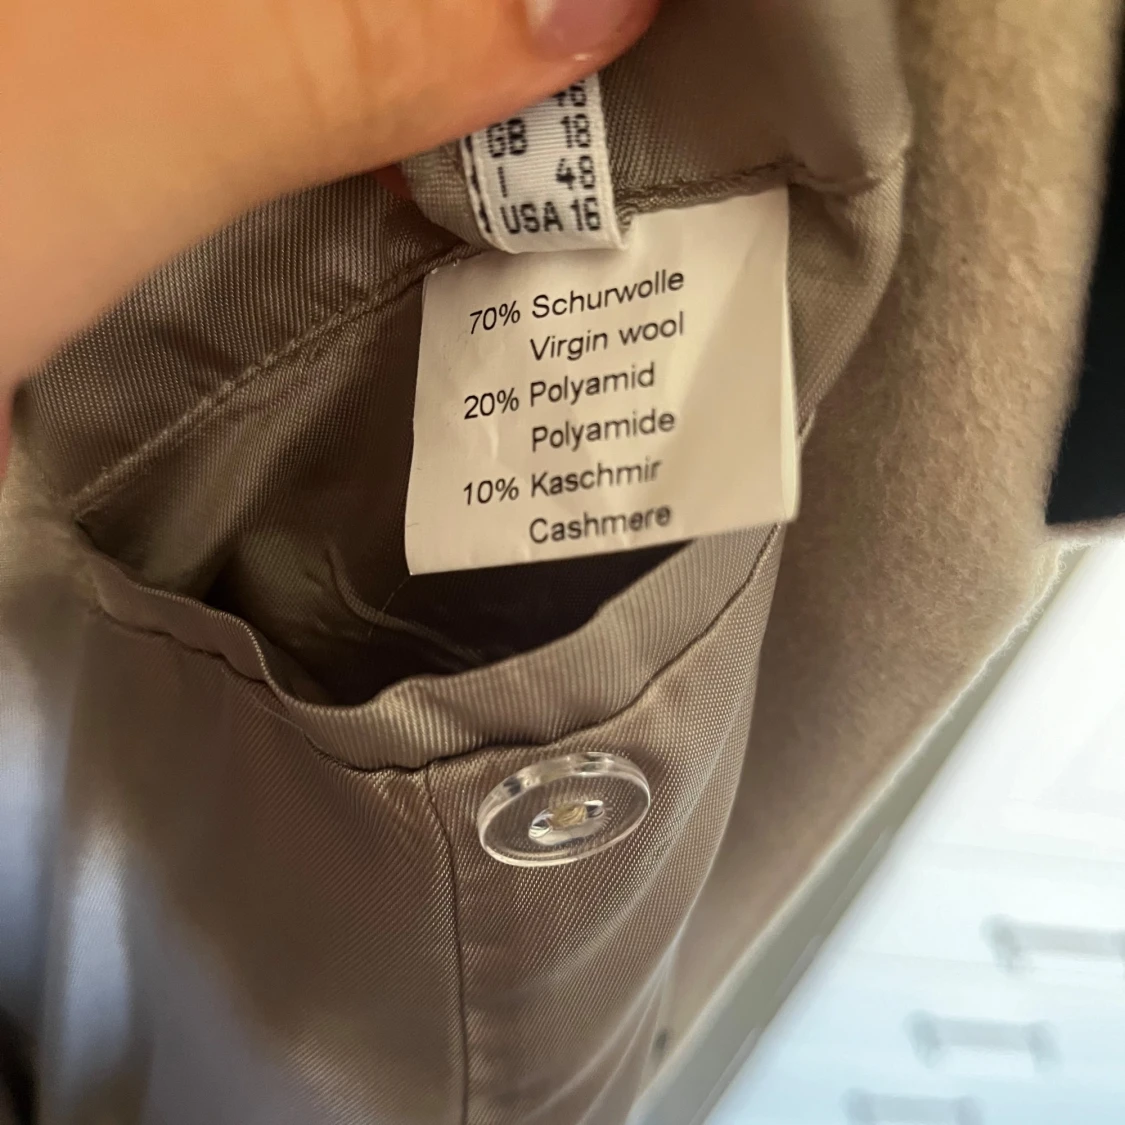 GB 18
I 48
USA 16
70% Schurwolle
Virgin wool
20% Polyamid
Polyamide
10% Kaschmir
Cashmere